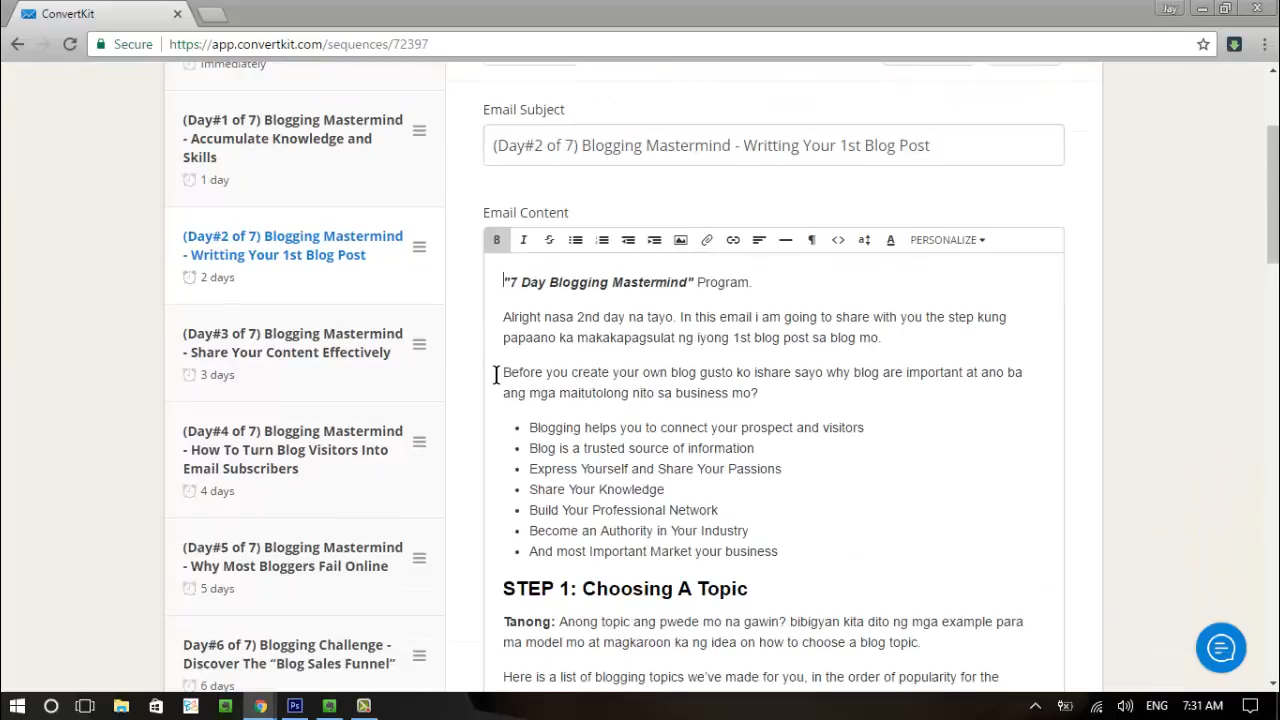 ConvertKit
Jay
Secure
https://app.convertkit.com/sequences/72397
immediately
(Day#1 of 7) Blogging Mastermind
- Accumulate Knowledge and
Skills
1 day
(Day#2 of 7) Blogging Mastermind
- Writting Your 1st Blog Post
2 days
(Day#3 of 7) Blogging Mastermind
- Share Your Content Effectively
3 days
(Day#4 of 7) Blogging Mastermind
- How To Turn Blog Visitors Into
Email Subscribers
4 days
(Day#5 of 7) Blogging Mastermind
- Why Most Bloggers Fail Online
5 days
Day#6 of 7) Blogging Challenge -
Discover The “Blog Sales Funnel”
6 days
Email Subject
(Day#2 of 7) Blogging Mastermind - Writting Your 1st Blog Post
Email Content
B I S ¶ <> A PERSONALIZE
"7 Day Blogging Mastermind" Program.
Alright nasa 2nd day na tayo. In this email i am going to share with you the step kung
papaano ka makakapagsulat ng iyong 1st blog post sa blog mo.
Before you create your own blog gusto ko ishare sayo why blog are important at ano ba
ang mga maitutolong nito sa business mo?
• Blogging helps you to connect your prospect and visitors
• Blog is a trusted source of information
• Express Yourself and Share Your Passions
• Share Your Knowledge
• Build Your Professional Network
• Become an Authority in Your Industry
• And most Important Market your business
STEP 1: Choosing A Topic
Tanong: Anong topic ang pwede mo na gawin? bibigyan kita dito ng mga example para
ma model mo at magkaroon ka ng idea on how to choose a blog topic.
Here is a list of blogging topics we've made for you, in the order of popularity for the
ENG
7:31 AM